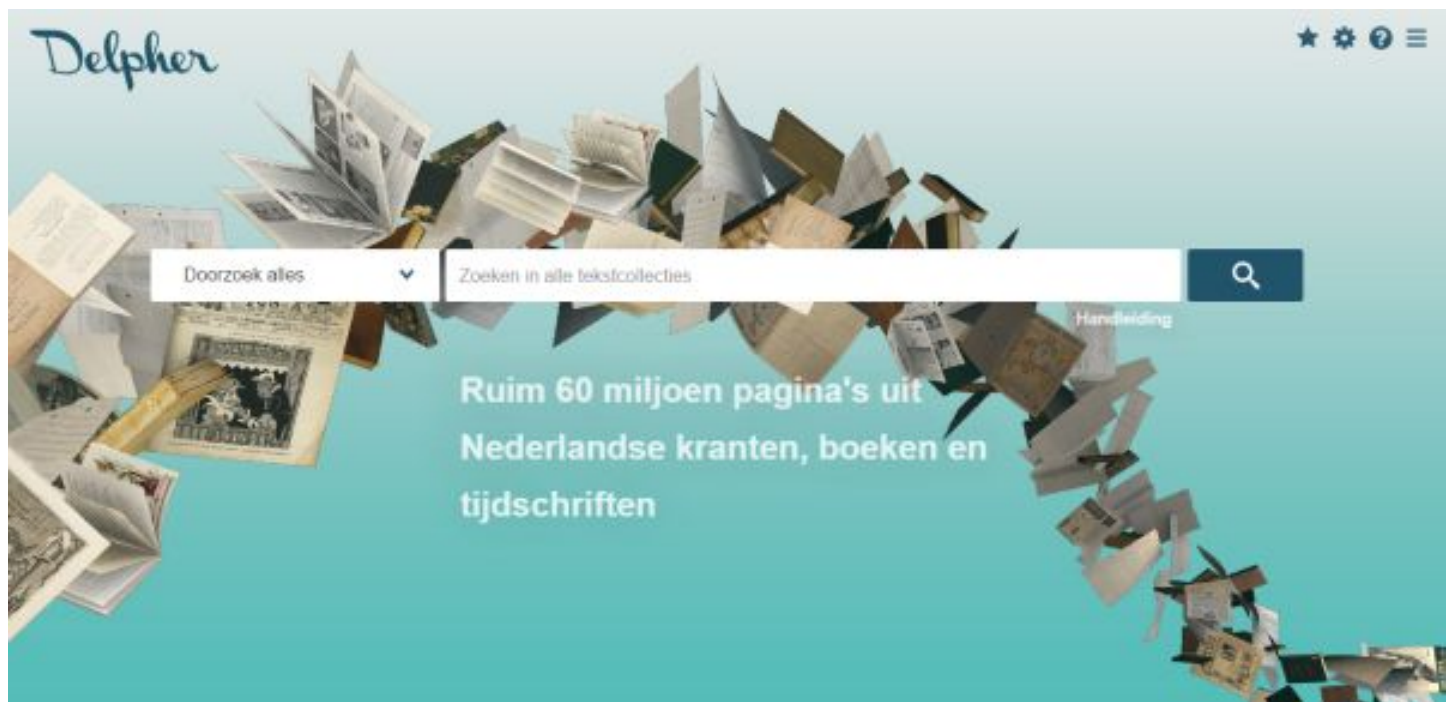 Delpher
Doorzoek alles
Zoeken in alle tekstcollecties
Handleiding
Ruim 60 miljoen pagina's uit
Nederlandse kranten, boeken en
tijdschriften